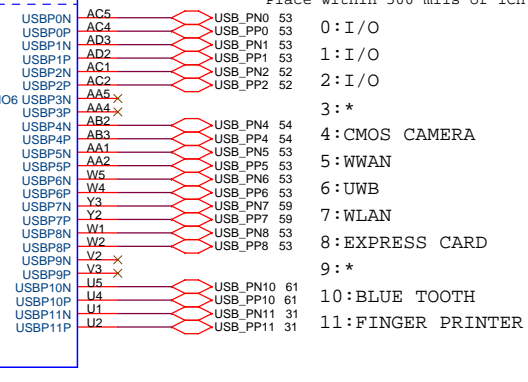 Place within 500 mils of ICH
USBP0N AC5 USB_PN0 53
USBP0P AC4 USB_PP0 53
USBP1N AD3 USB_PN1 53
USBP1P AD2 USB_PP1 53
USBP2N AC1 USB_PN2 52
USBP2P AC2 USB_PP2 52
IO6 USBP3N AA5
USBP3P AA4
USBP4N AB2 USB_PN4 54
USBP4P AB3 USB_PP4 54
USBP5N AA1 USB_PN5 53
USBP5P AA2 USB_PP5 53
USBP6N W5 USB_PN6 53
USBP6P W4 USB_PP6 53
USBP7N Y3 USB_PN7 59
USBP7P Y2 USB_PP7 59
USBP8N W1 USB_PN8 53
USBP8P W2 USB_PP8 53
USBP9N V2
USBP9P V3
USBP10N U5 USB_PN10 61
USBP10P U4 USB_PP10 61
USBP11N U1 USB_PN11 31
USBP11P U2 USB_PP11 31
0:I/O
1:I/O
2:I/O
3:*
4:CMOS CAMERA
5:WWAN
6:UWB
7:WLAN
8:EXPRESS CARD
9:*
10:BLUE TOOTH
11:FINGER PRINTER